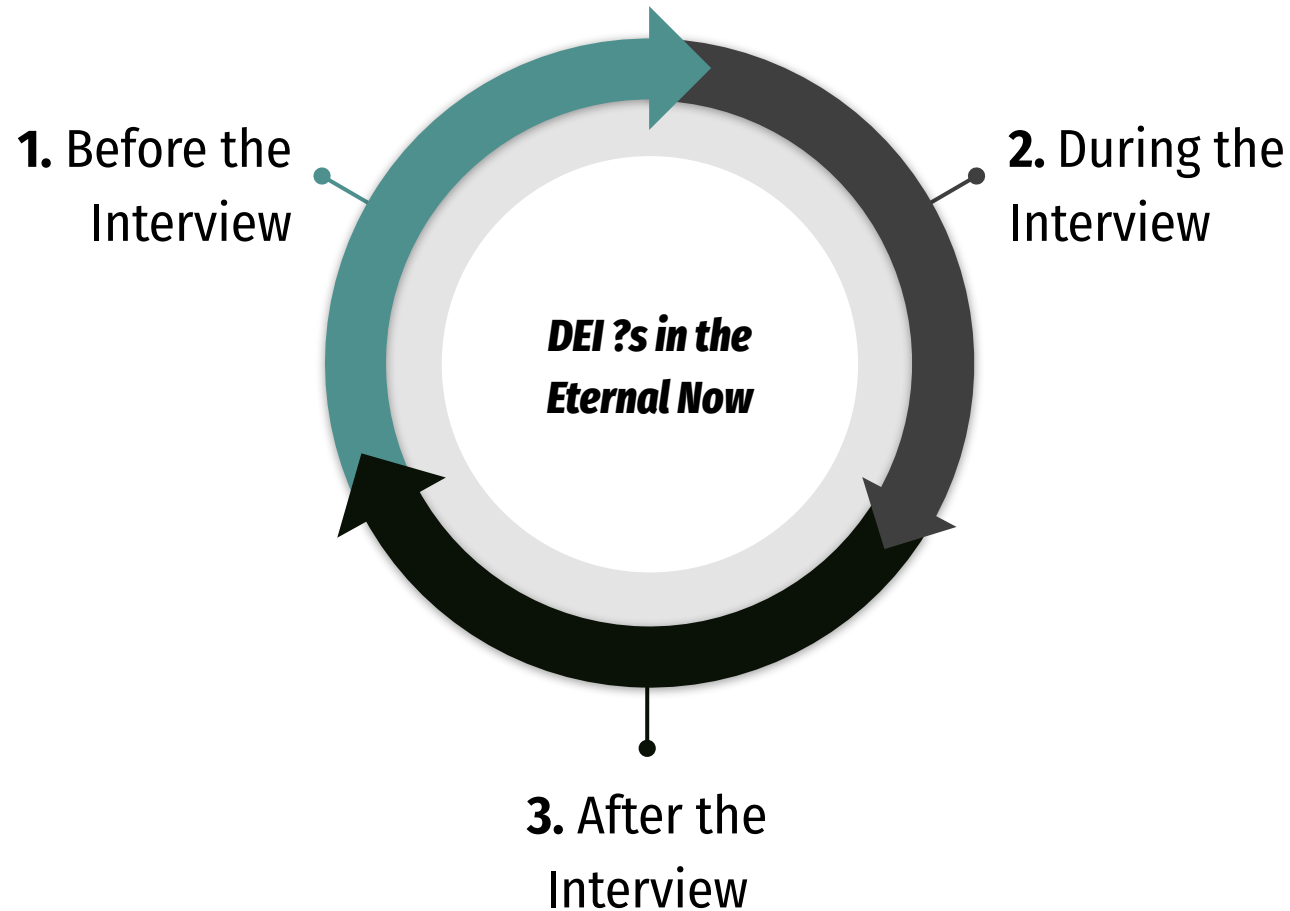 1. Before the
Interview
2. During the
Interview
DEI ?s in the
Eternal Now
3. After the
Interview